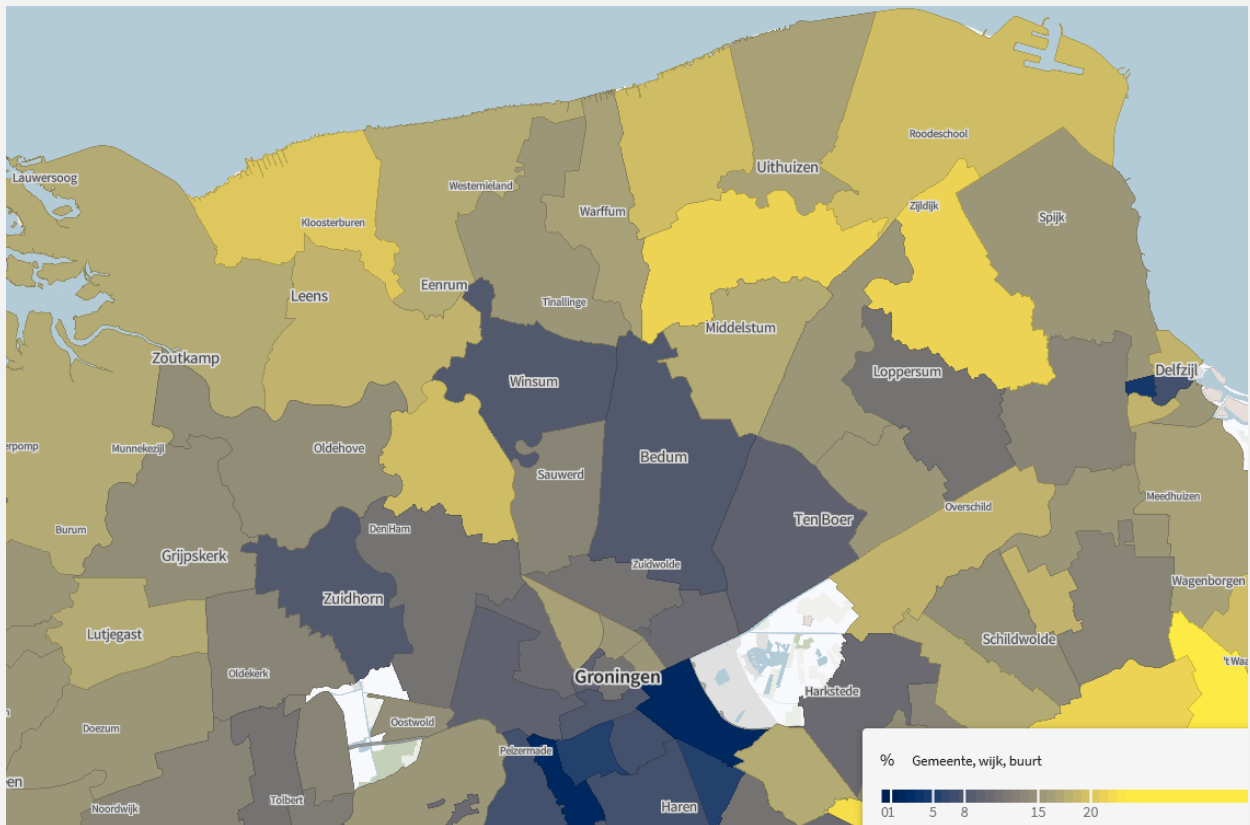 Lauwersoog
Kloosterburen
Westernieland
Warffum
Uithuizen
Roodeschool
Zijldijk
Spijk
Leens
Eenrum
Tinallinge
Middelstum
Zoutkamp
Winsum
Loppersum
Delfzijl
erpomp
Munnekezijl
Oldehove
Sauwerd
Bedum
Meedhuizen
Burum
Den Ham
Ten Boer
Overschild
Grijpskerk
Zuidwolde
Wagenborgen
Zuidhorn
Lutjegast
Schildwolde
Oldekerk
Groningen
't Waa
Harkstede
Doezum
Oostwold
Peizermade
een
Noordwijk
Tolbert
Haren
% Gemeente, wijk, buurt
01 5 8 15 20